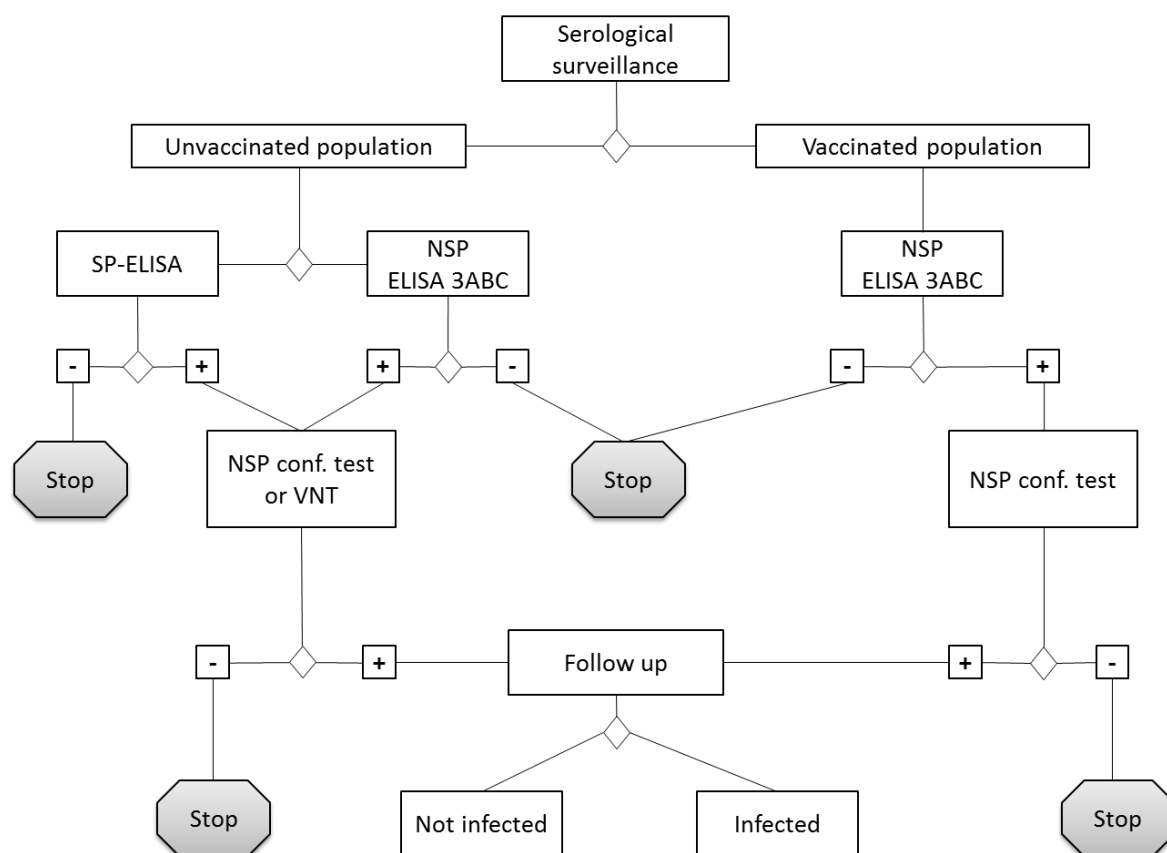 Serological
surveillance
Unvaccinated population
Vaccinated population
SP-ELISA
NSP
ELISA 3ABC
NSP
ELISA 3ABC
-
+
+
-
-
+
Stop
NSP conf. test
or VNT
Stop
NSP conf. test
-
+
Follow up
+
-
Stop
Not infected
Infected
Stop